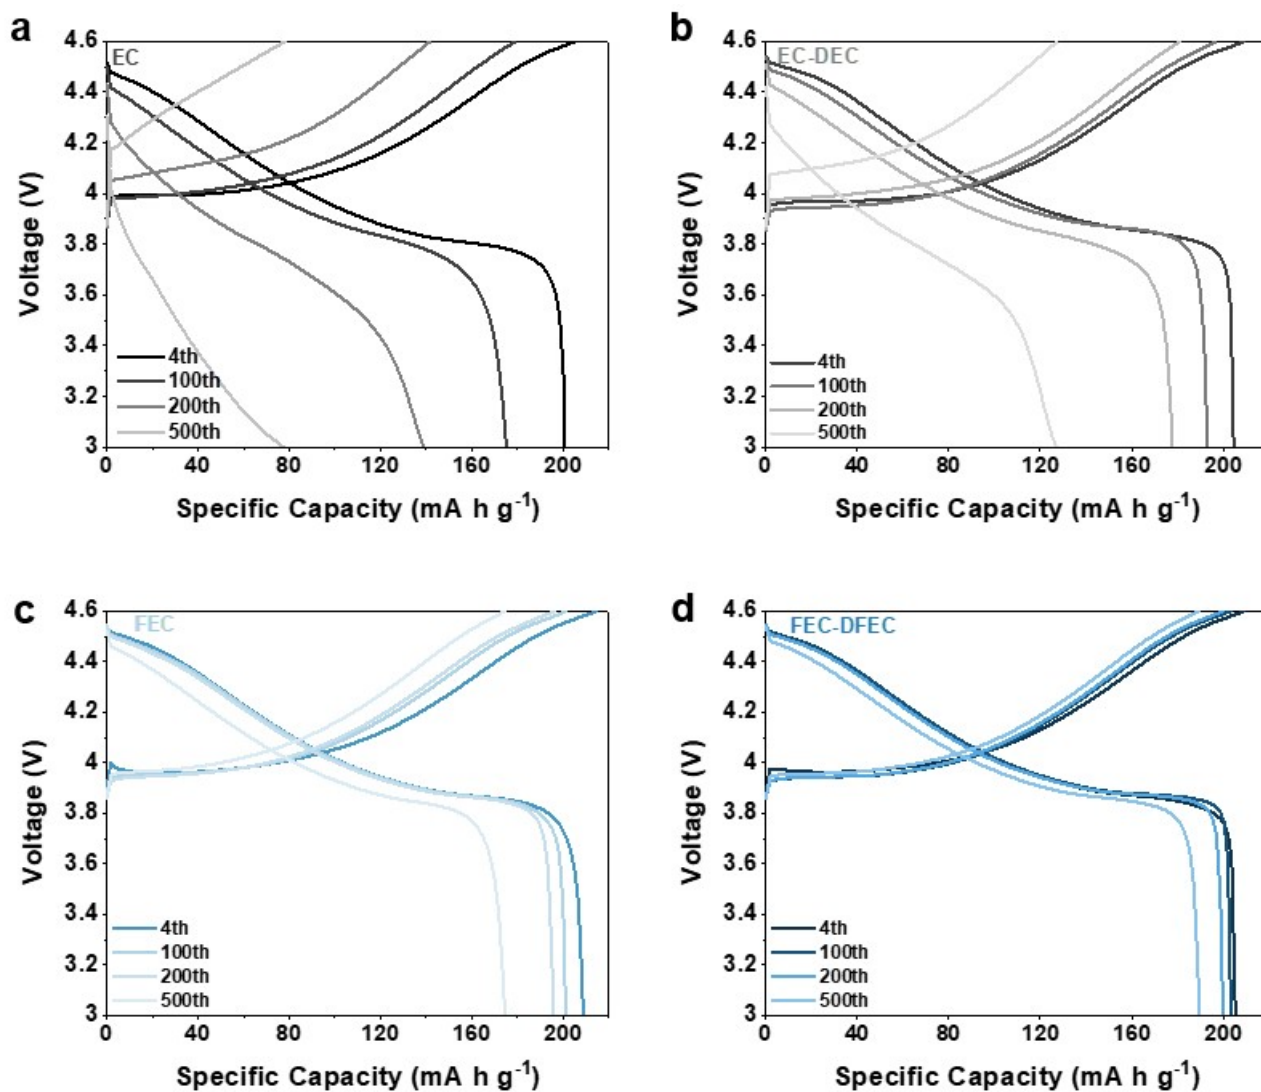 a
EC
4.6
4.4
4.2
4
3.8
3.6
3.4
3.2
3
Voltage (V)
4th
100th
200th
500th
0 40 80 120 160 200
Specific Capacity (mA h g-1)
b
EC-DEC
4.6
4.4
4.2
4
3.8
3.6
3.4
3.2
3
Voltage (V)
4th
100th
200th
500th
0 40 80 120 160 200
Specific Capacity (mA h g-1)
c
FEC
4.6
4.4
4.2
4
3.8
3.6
3.4
3.2
3
Voltage (V)
4th
100th
200th
500th
0 40 80 120 160 200
Specific Capacity (mA h g-1)
d
FEC-DFEC
4.6
4.4
4.2
4
3.8
3.6
3.4
3.2
3
Voltage (V)
4th
100th
200th
500th
0 40 80 120 160 200
Specific Capacity (mA h g-1)